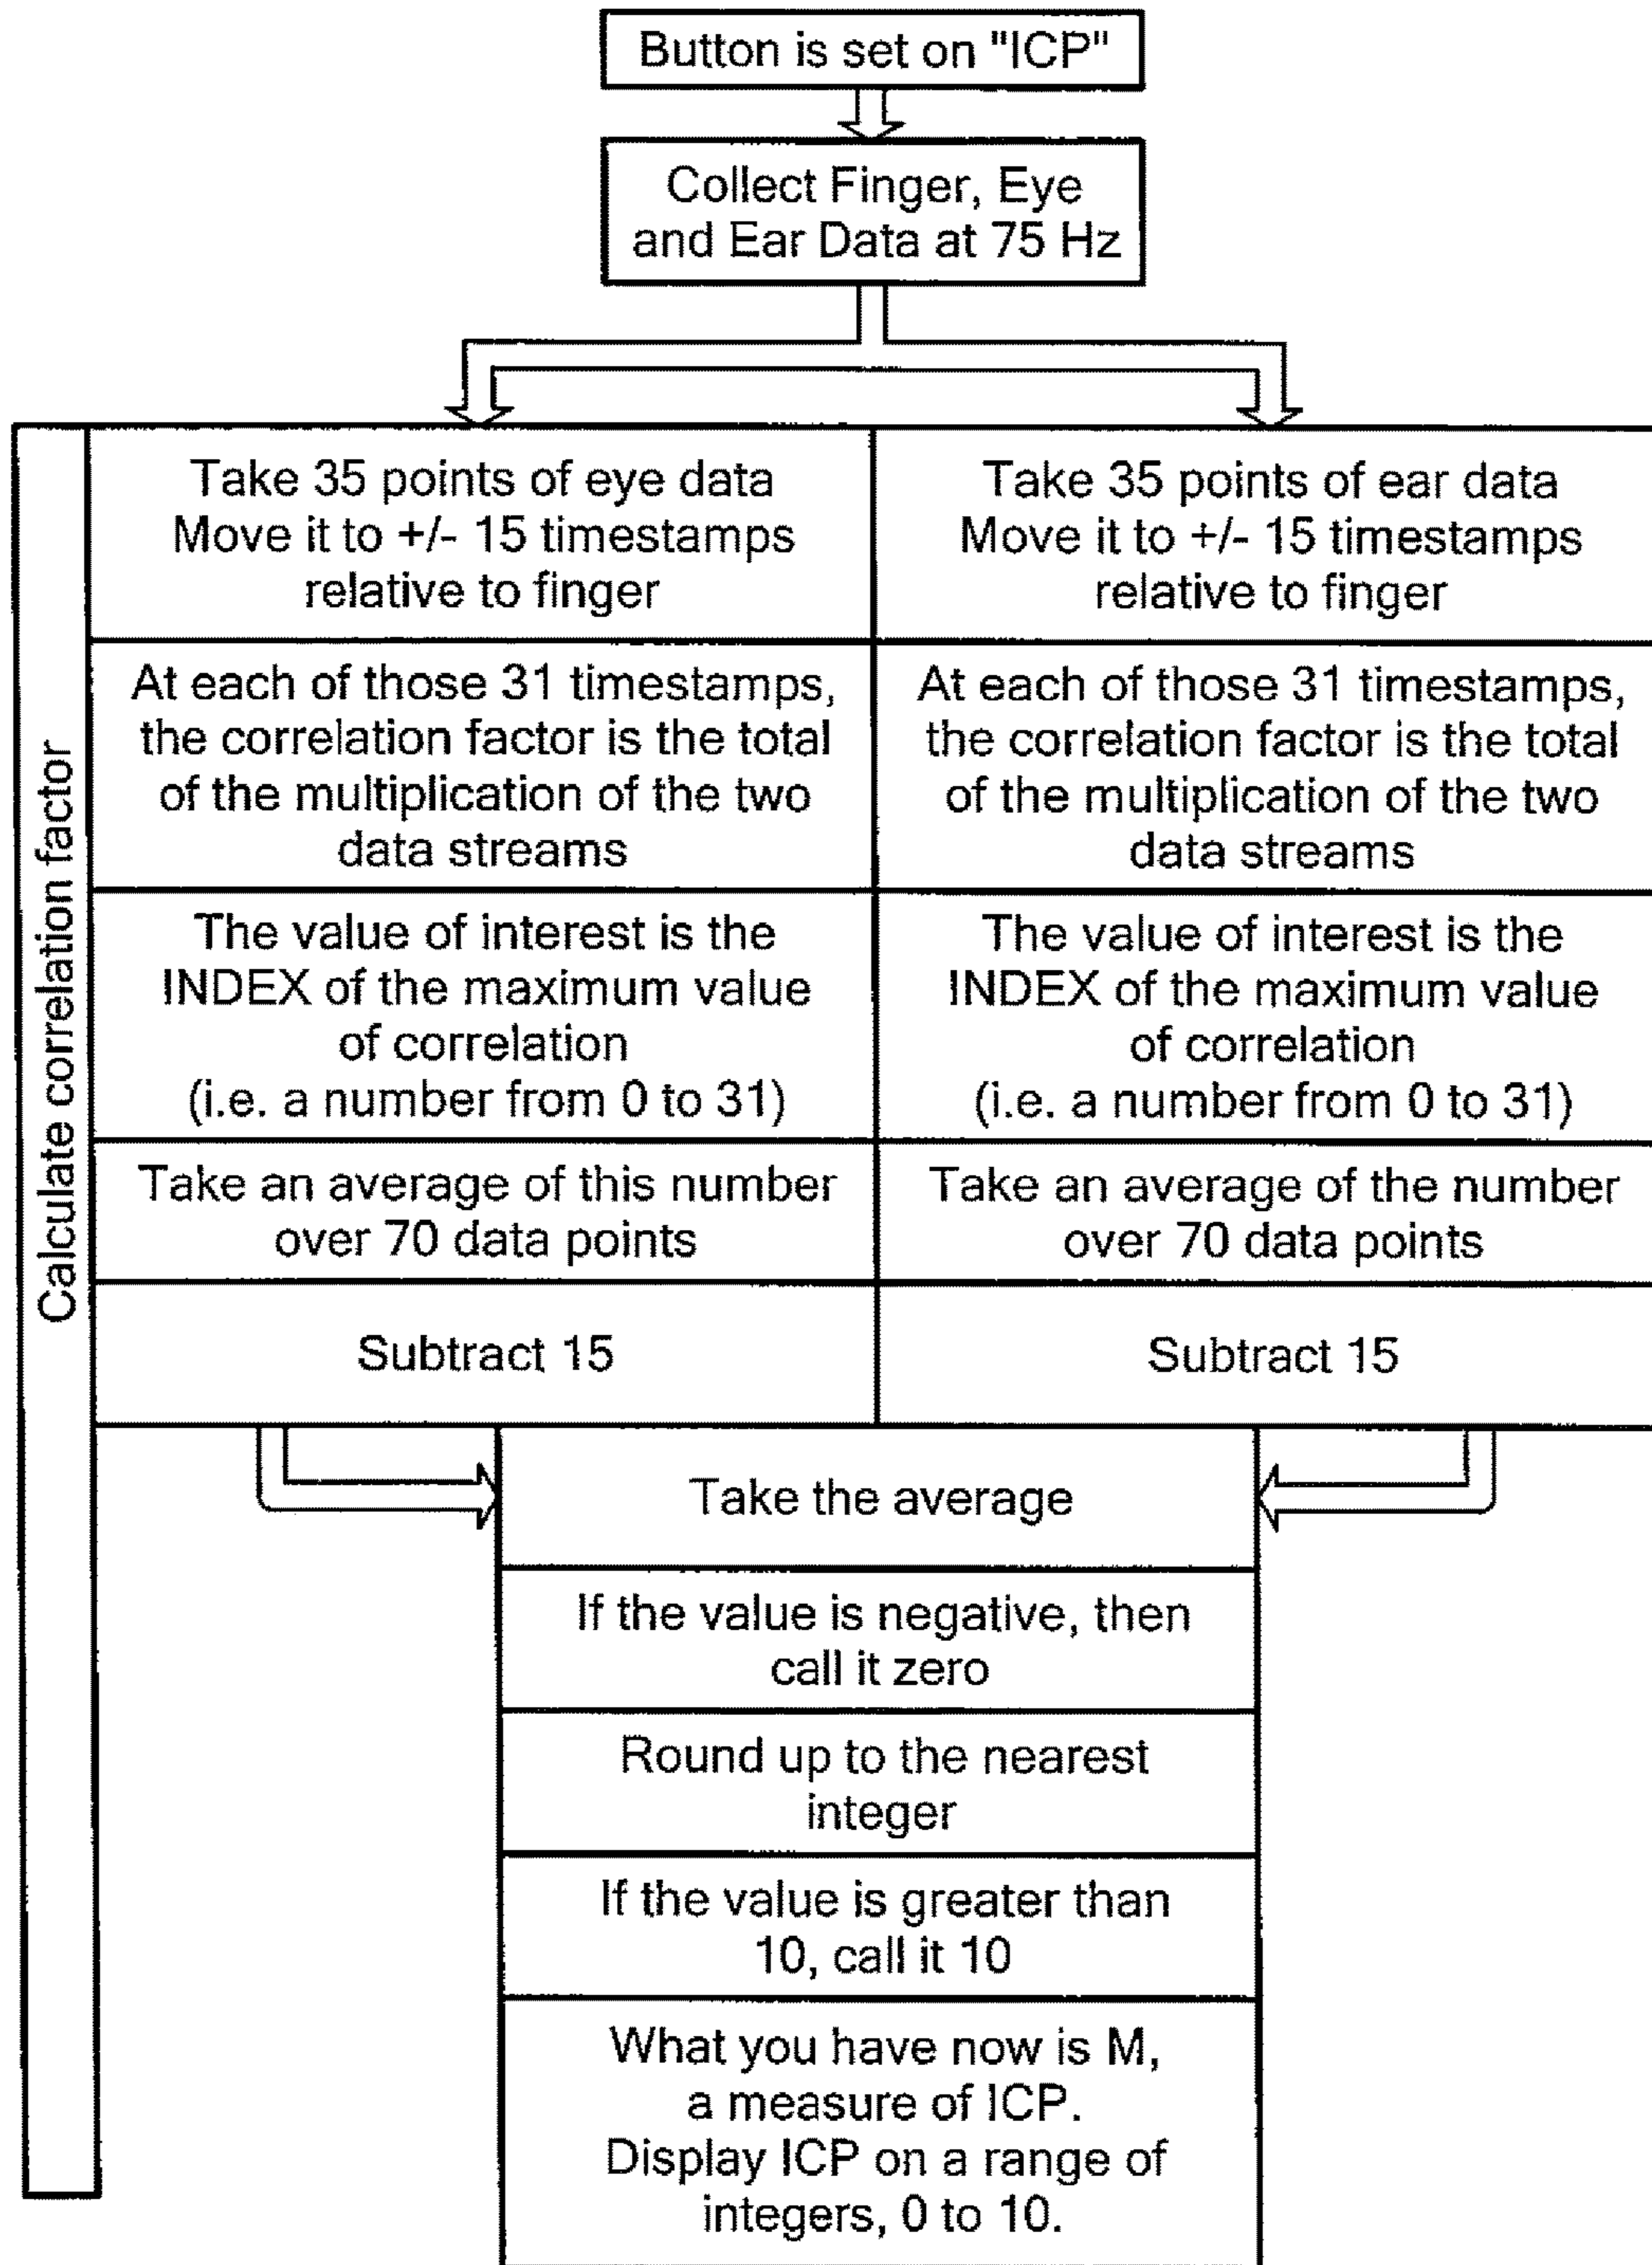 Button is set on "ICP"
Collect Finger, Eye
and Ear Data at 75 Hz
Calculate correlation factor
Take 35 points of eye data
Move it to +/- 15 timestamps
relative to finger
Take 35 points of ear data
Move it to +/- 15 timestamps
relative to finger
At each of those 31 timestamps,
the correlation factor is the total
of the multiplication of the two
data streams
At each of those 31 timestamps,
the correlation factor is the total
of the multiplication of the two
data streams
The value of interest is the
INDEX of the maximum value
of correlation
(i.e. a number from 0 to 31)
The value of interest is the
INDEX of the maximum value
of correlation
(i.e. a number from 0 to 31)
Take an average of this number
over 70 data points
Take an average of the number
over 70 data points
Subtract 15
Subtract 15
Take the average
If the value is negative, then
call it zero
Round up to the nearest
integer
If the value is greater than
10, call it 10
What you have now is M,
a measure of ICP.
Display ICP on a range of
integers, 0 to 10.